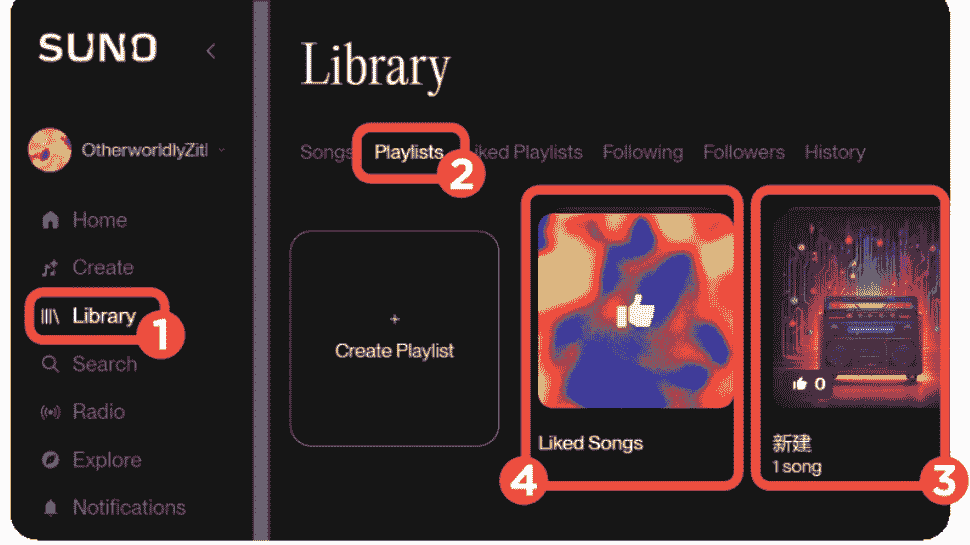 SUNO
OtherworldlyZitl
Home
Create
Library
1
Search
Radio
Explore
Notifications
Library
Songs Playlists iked Playlists Following Followers History
2
+
Create Playlist
Liked Songs
4
0
新建
1 song
3